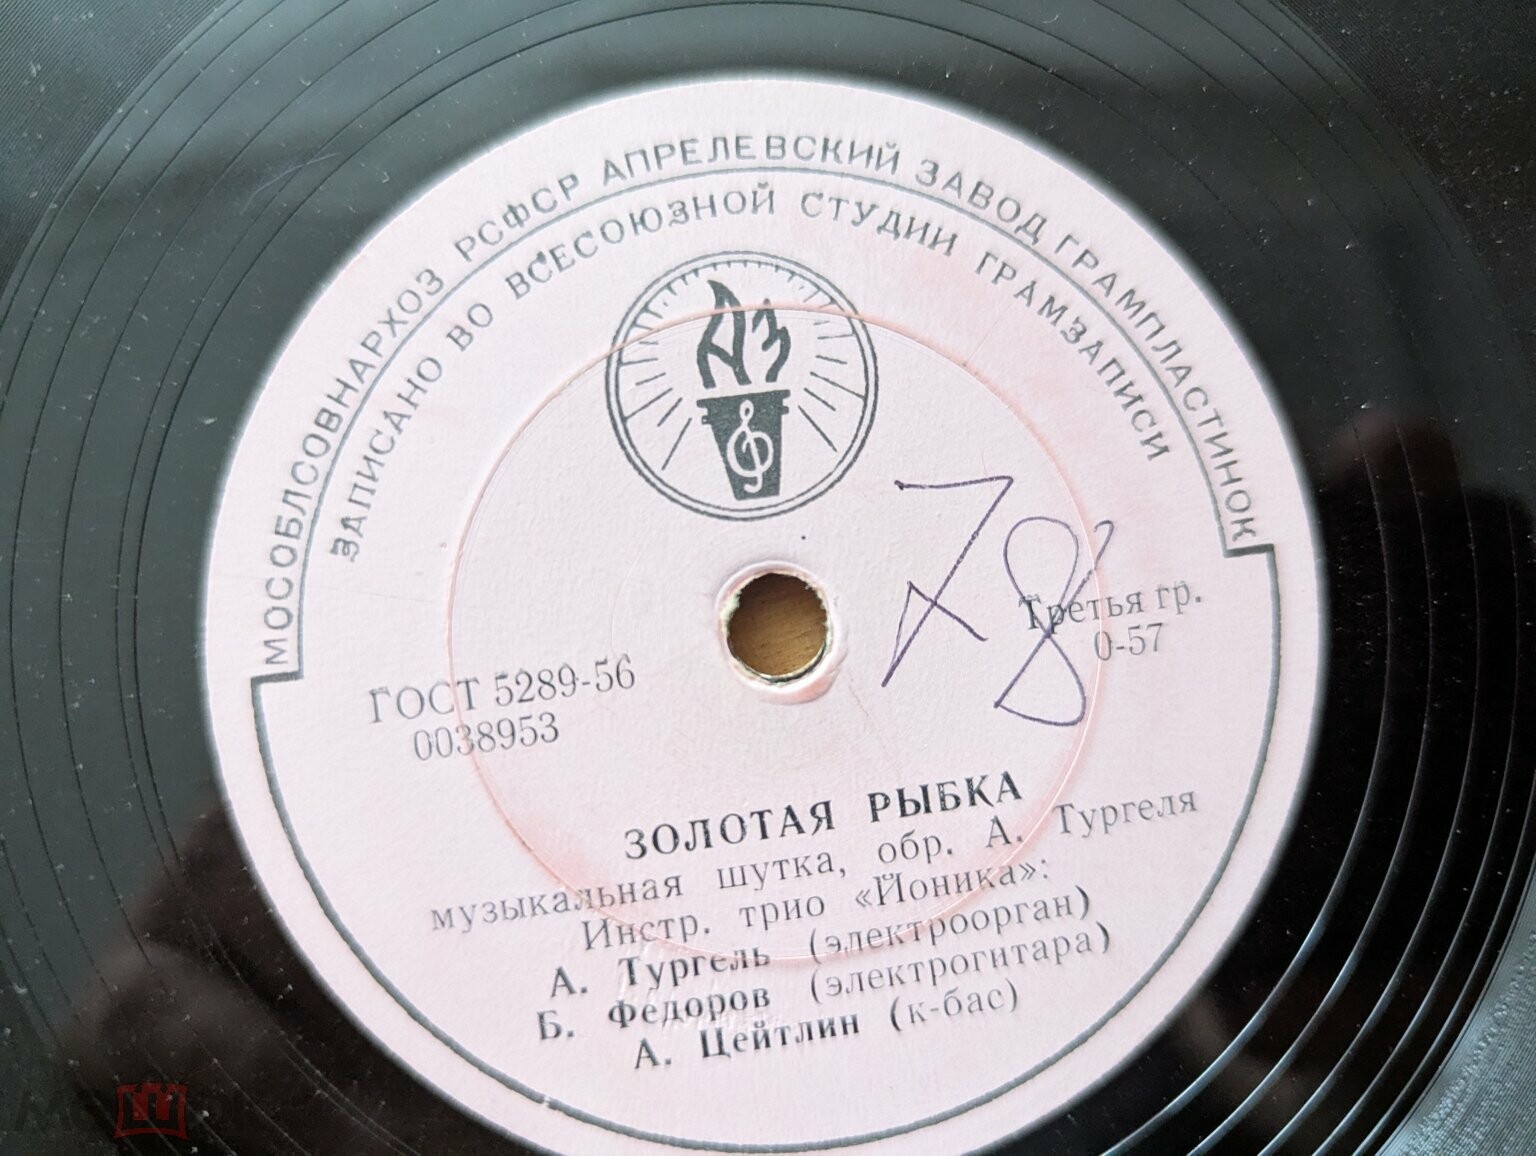 МОСОБЛСОВНАРХОЗ РСФСР АПРЕЛЕВСКИЙ ЗАВОД ГРАМПЛАСТИНОК
ЗАПИСАНО ВО ВСЕСОЮЗНОЙ СТУДИИ ГРАМЗАПИСИ
АЗ
78
Третья гр.
0-57
ГОСТ 5289-56
0038953
ЗОЛОТАЯ РЫБКА
музыкальная шутка, обр. А. Тургеля
Инстр. трио «Йоника»:
А. Тургель (электроорган)
Б. Федоров (электрогитара)
А. Цейтлин (к-бас)